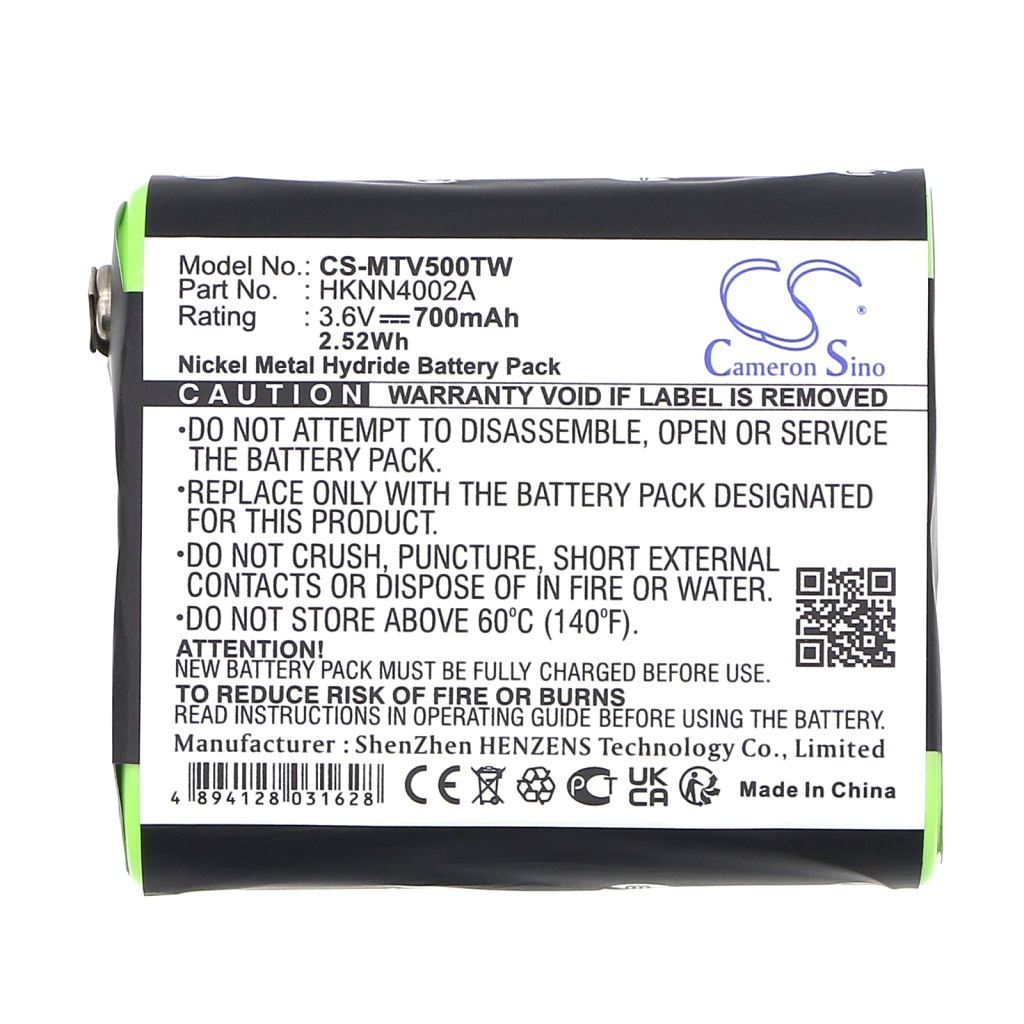 Model No.: CS-MTV500TW
Part No. : HKNN4002A
Rating : 3.6V⎓700mAh
2.52Wh
Nickel Metal Hydride Battery Pack
CS
®
Cameron Sino
CAUTION WARRANTY VOID IF LABEL IS REMOVED
•DO NOT ATTEMPT TO DISASSEMBLE, OPEN OR SERVICE
THE BATTERY PACK.
•REPLACE ONLY WITH THE BATTERY PACK DESIGNATED
FOR THIS PRODUCT.
•DO NOT CRUSH, PUNCTURE, SHORT EXTERNAL
CONTACTS OR DISPOSE OF IN FIRE OR WATER.
•DO NOT STORE ABOVE 60ºC (140ºF).
ATTENTION!
NEW BATTERY PACK MUST BE FULLY CHARGED BEFORE USE.
TO REDUCE RISK OF FIRE OR BURNS
READ INSTRUCTIONS IN OPERATING GUIDE BEFORE USING THE BATTERY.
Manufacturer : ShenZhen HENZENS Technology Co., Limited
4 894128 031628 CE PCT UK CA Made In China